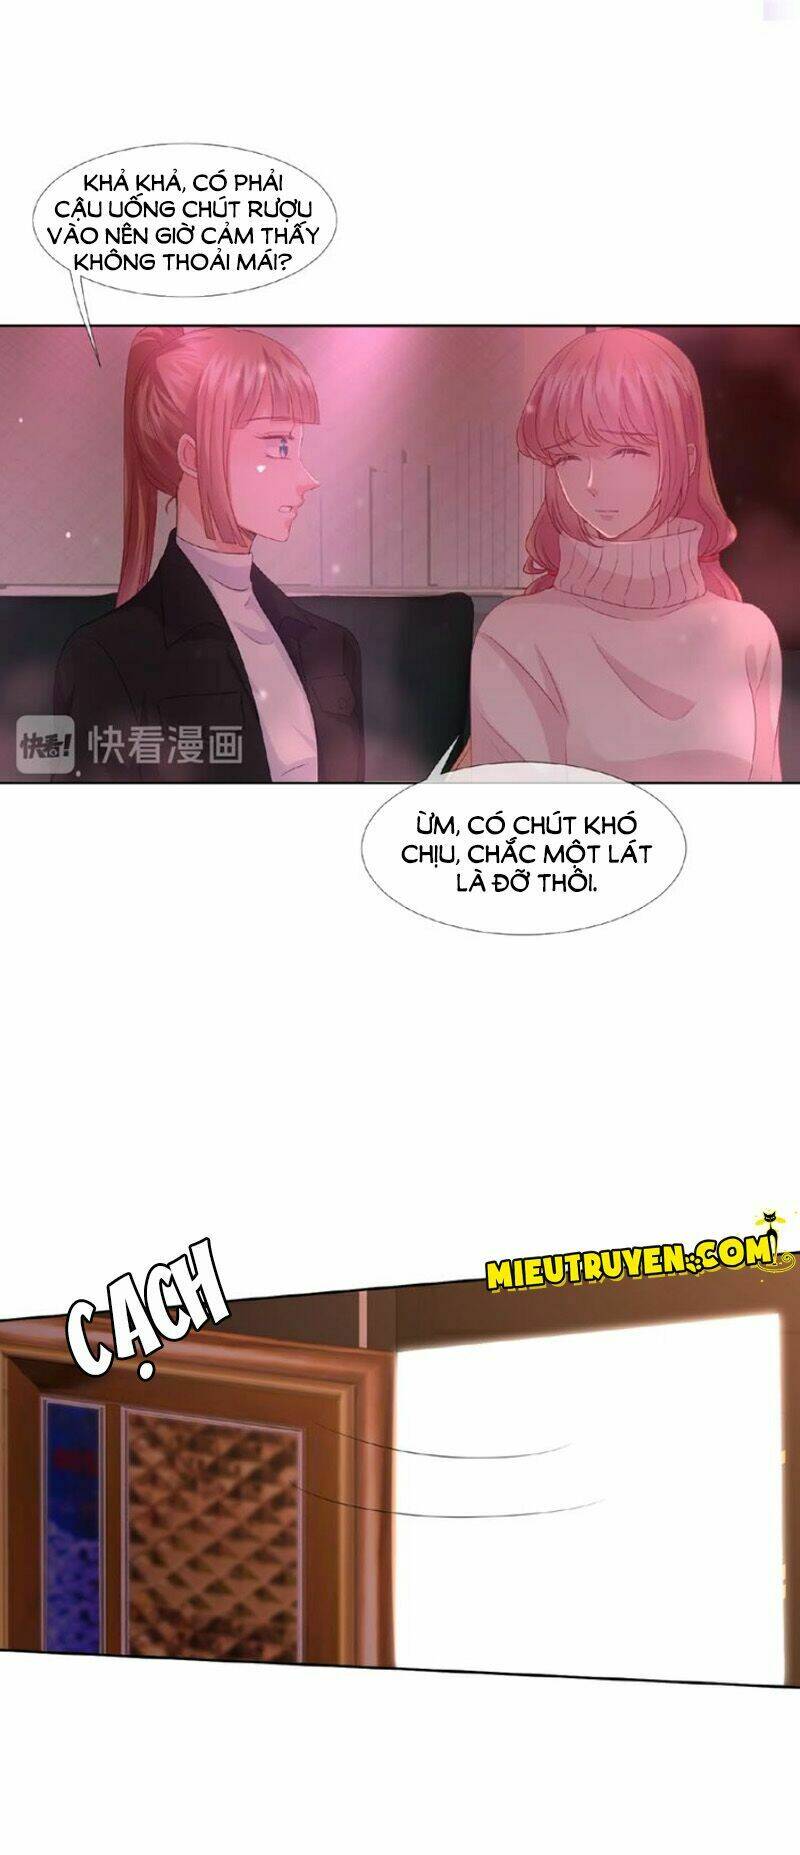 KHẢ KHẢ, CÓ PHẢI
CẬU UỐNG CHÚT RƯỢU
VÀO NÊN GIỜ CẢM THẤY
KHÔNG THOẢI MÁI?
快看! 快看漫画
ỪM, CÓ CHÚT KHÓ
CHỊU, CHẮC MỘT LÁT
LÀ ĐỠ THÔI.
MIEUTRUYEN.COM
CẠCH